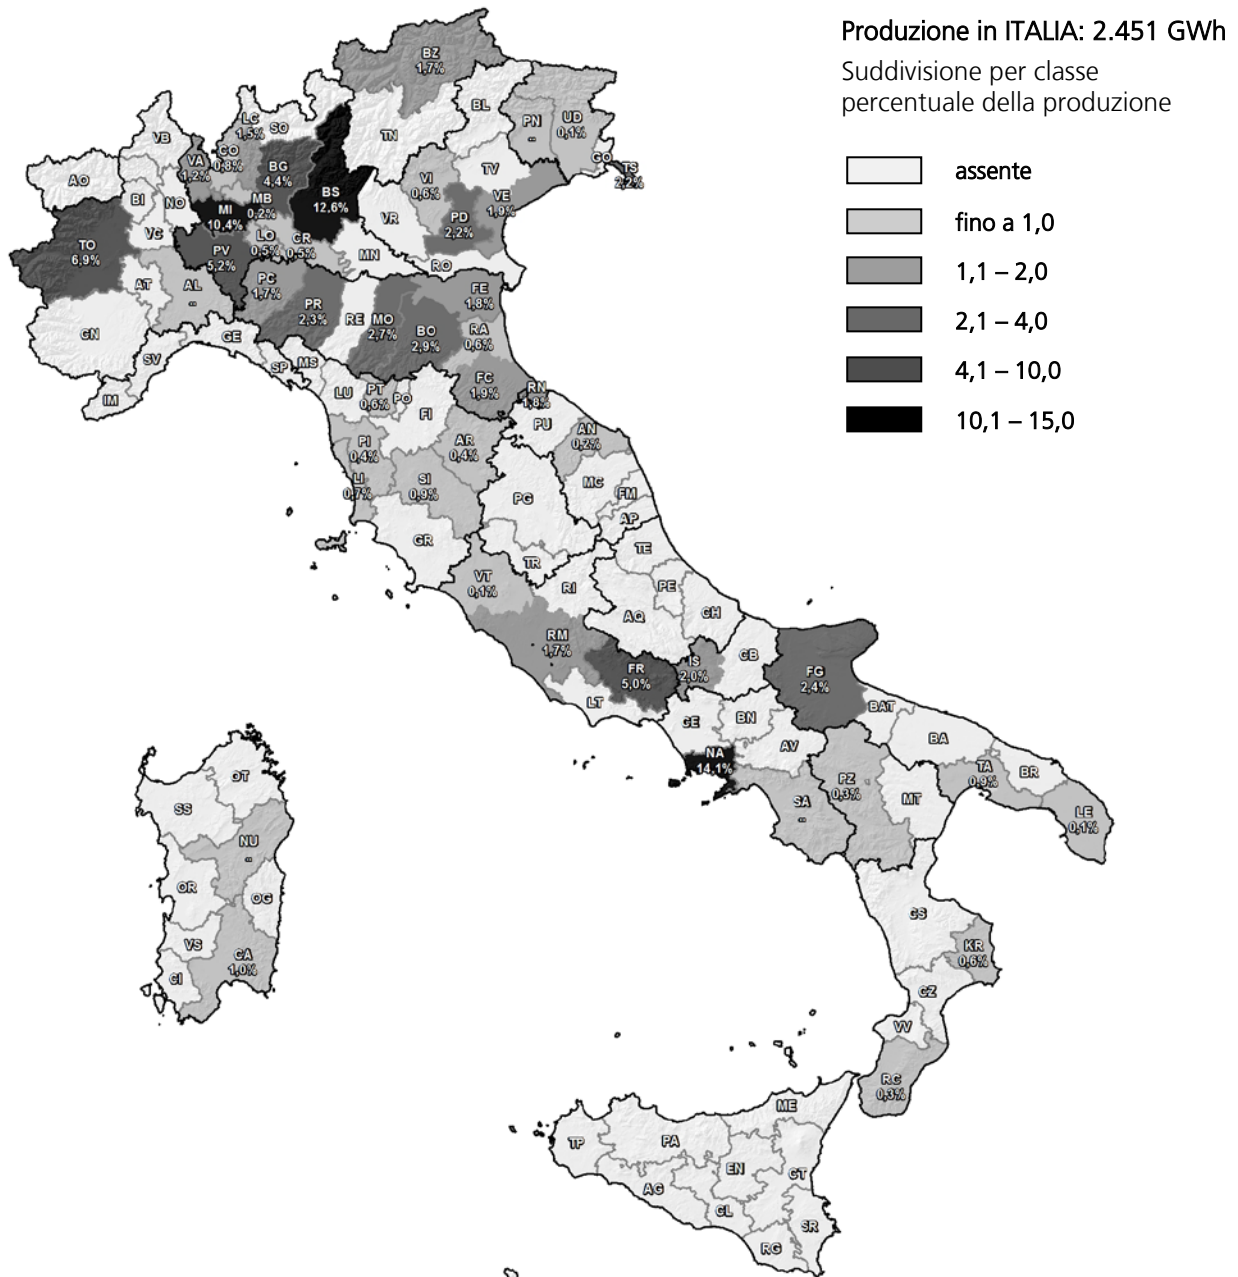 Produzione in ITALIA: 2.451 GWh
Suddivisione per classe
percentuale della produzione
assente
fino a 1,0
1,1 – 2,0
2,1 – 4,0
4,1 – 10,0
10,1 – 15,0
BZ
1,7%
BL
PN
--
UD
0,1%
LC
1,5%
SO
TN
VB
CO
0,8%
VA
1,2%
BG
4,4%
GO
TS
2,2%
TV
AO
VI
0,6%
BS
12,6%
VE
1,9%
BI
NO
MB
0,2%
MI
10,4%
PD
2,2%
VR
VC
TO
6,9%
LO
0,5%
CR
0,5%
PV
5,2%
MN
RO
AT
AL
--
PC
1,7%
FE
1,8%
PR
2,3%
RE
MO
2,7%
BO
2,9%
RA
0,6%
CN
GE
SV
SP
MS
IM
LU
PT
0,6%
PO
FI
FC
1,9%
RN
1,8%
PU
AN
0,2%
PI
0,4%
AR
0,4%
LI
0,7%
SI
0,9%
MC
FM
PG
AP
GR
TE
TR
VT
0,1%
RI
PE
CH
AQ
RM
1,7%
FR
5,0%
IS
2,0%
CB
FG
2,4%
LT
CE
BN
BAT
BA
AV
NA
14,1%
TA
0,9%
BR
OT
PZ
0,3%
MT
SS
SA
--
LE
0,1%
NU
--
OR
OG
CS
VS
KR
0,6%
CA
1,0%
CI
CZ
VV
RC
0,3%
ME
TP
PA
EN
CT
AG
CL
SR
RG